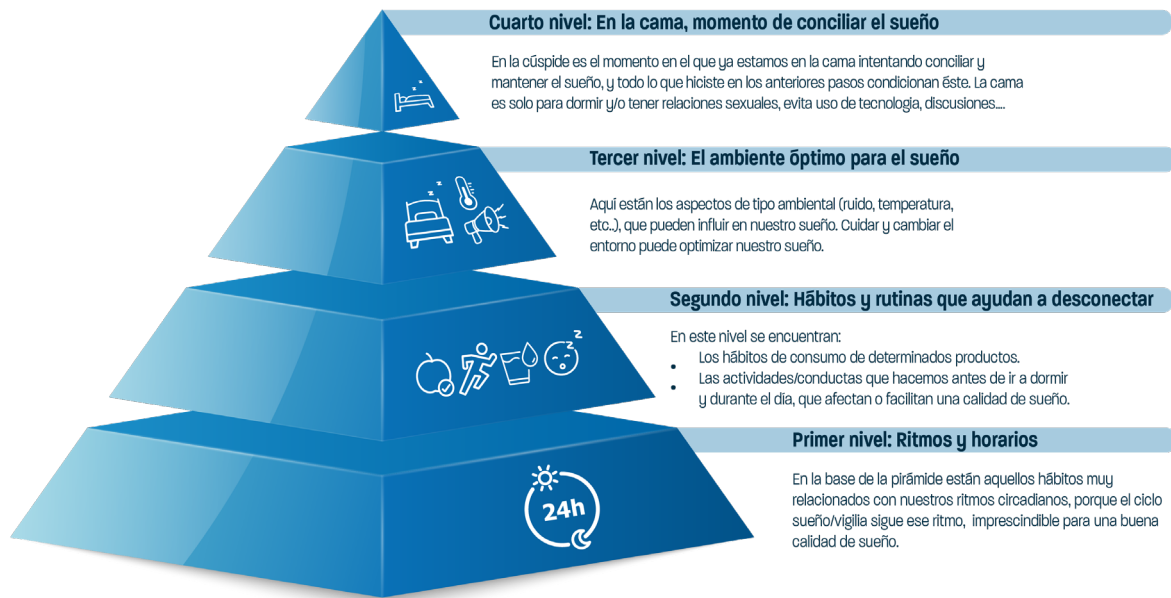 Cuarto nivel: En la cama, momento de conciliar el sueño
En la cúspide es el momento en el que ya estamos en la cama intentando conciliar y
mantener el sueño, y todo lo que hiciste en los anteriores pasos condicionan éste. La cama
es solo para dormir y/o tener relaciones sexuales, evita uso de tecnologia, discusiones....
Tercer nivel: El ambiente óptimo para el sueño
Aquí están los aspectos de tipo ambiental (ruido, temperatura,
etc..), que pueden influir en nuestro sueño. Cuidar y cambiar el
entorno puede optimizar nuestro sueño.
Segundo nivel: Hábitos y rutinas que ayudan a desconectar
En este nivel se encuentran:
Los hábitos de consumo de determinados productos.
• Las actividades/conductas que hacemos antes de ir a dormir
• y durante el día, que afectan o facilitan una calidad de sueño.
Primer nivel: Ritmos y horarios
En la base de la pirámide están aquellos hábitos muy
relacionados con nuestros ritmos circadianos, porque el ciclo
sueño/vigilia sigue ese ritmo, imprescindible para una buena
calidad de sueño.
24h